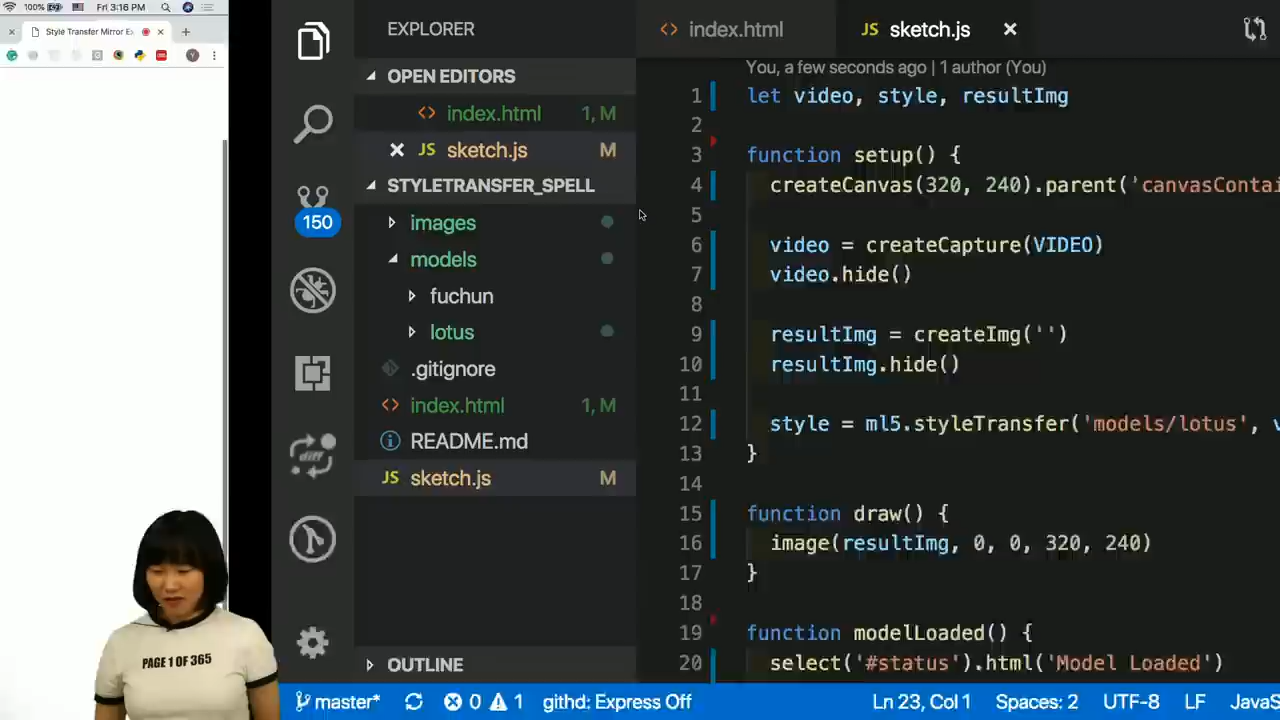 100%
Fri 3:16 PM
Style Transfer Mirror Ex
EXPLORER
OPEN EDITORS
index.html 1, M
JS sketch.js M
STYLETRANSFER_SPELL
images
models
fuchun
lotus
.gitignore
index.html 1, M
README.md
JS sketch.js M
OUTLINE
150
index.html
JS sketch.js
You, a few seconds ago | 1 author (You)
1 let video, style, resultImg
2
3 function setup() {
4 createCanvas(320, 240).parent('canvasContai
5
6 video = createCapture(VIDEO)
7 video.hide()
8
9 resultImg = createImg('')
10 resultImg.hide()
11
12 style = ml5.styleTransfer('models/lotus', v
13 }
14
15 function draw() {
16 image(resultImg, 0, 0, 320, 240)
17 }
18
19 function modelLoaded() {
20 select('#status').html('Model Loaded')
PAGE 1 OF 365
master* 0 1 githd: Express Off Ln 23, Col 1 Spaces: 2 UTF-8 LF JavaS